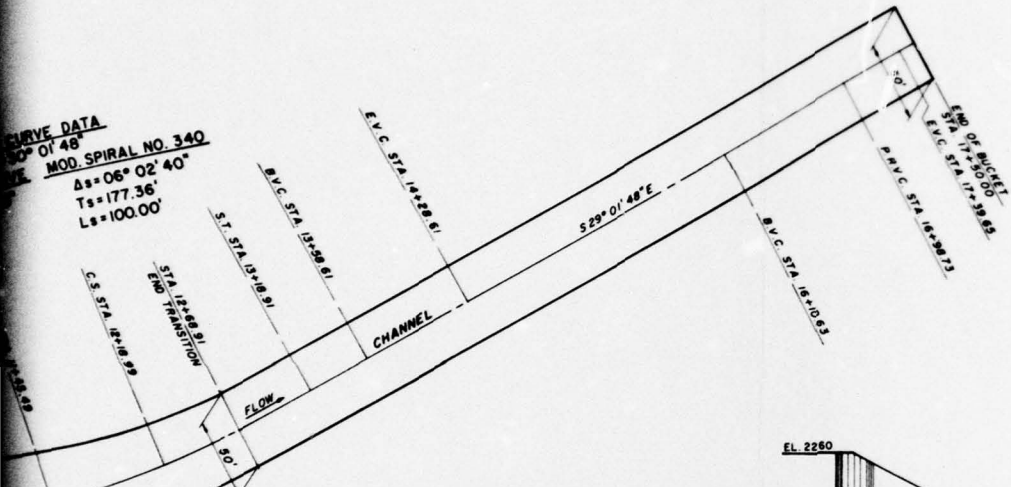 CURVE DATA
30° 01' 48"
MOD. SPIRAL NO. 340
Δs=06° 02' 40"
Ts=177.36'
Ls=100.00'
C.S. STA. 12+18.99
STA. 12+68.91
END TRANSITION
S.T. STA. 13+18.91
B.V.C. STA. 13+58.61
E.V.C. STA. 14+28.61
FLOW
CHANNEL
50'
S 29° 01' 48" E
B.V.C. STA. 16+10.63
P.R.V.C. STA. 16+98.73
E.V.C. STA. 17+39.65
END OF BUCKET
STA. 17+50.00
EL. 2260